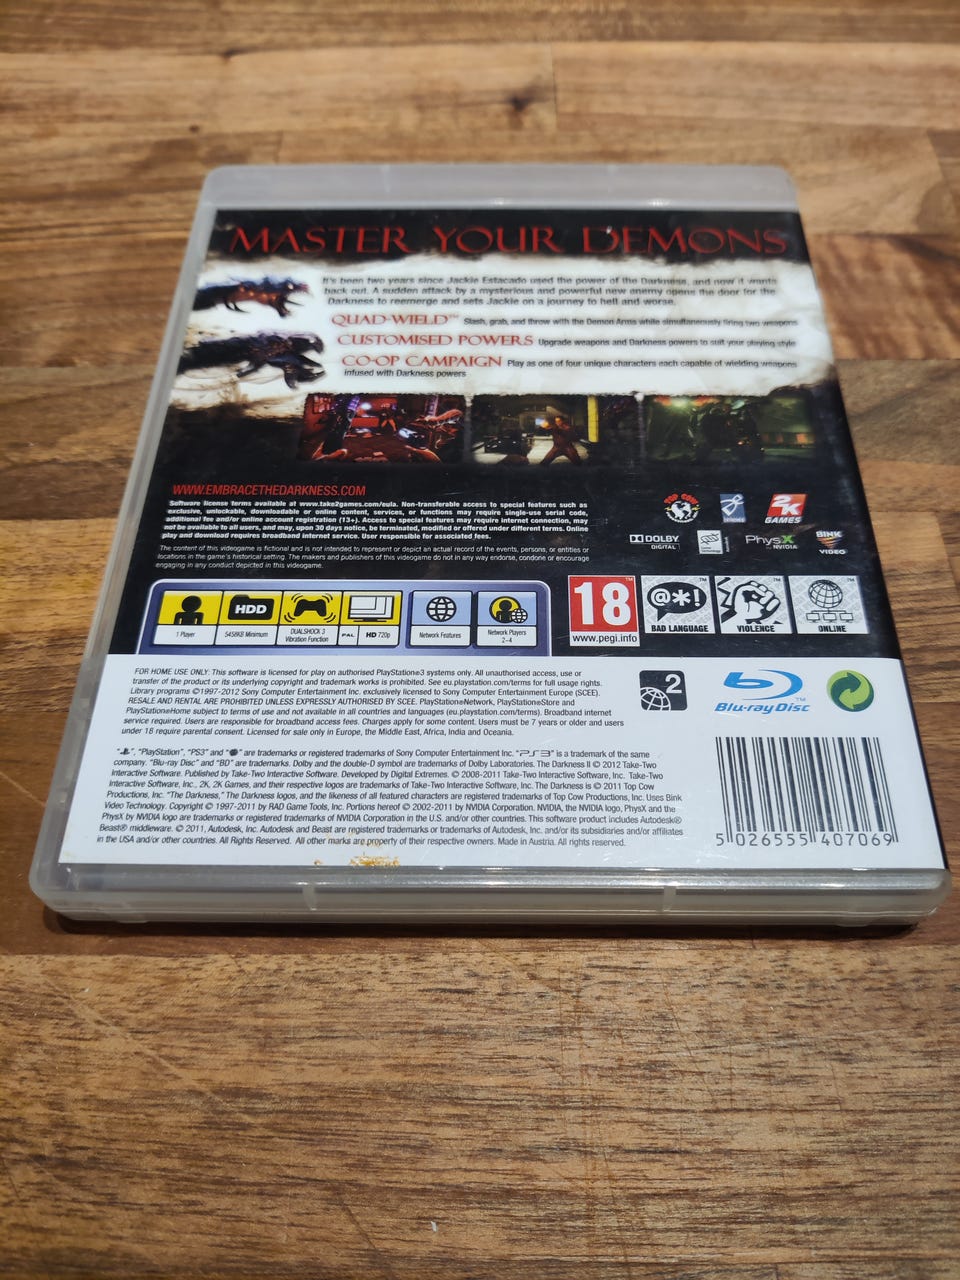 MASTER YOUR DEMONS
It's been two years since Jackie Estacado used the power of the Darkness, and now it wants
back out. A sudden attack by a mysterious and powerful new enemy opens the door for the
Darkness to reemerge and sets Jackie on a journey to hell and worse.
QUAD-WIELD™ Slash, grab, and throw with the Demon Arms while simultaneously firing two weapons
CUSTOMISED POWERS Upgrade weapons and Darkness powers to suit your playing style
CO-OP CAMPAIGN Play as one of four unique characters each capable of wielding weapons
infused with Darkness powers
WWW.EMBRACETHEDARKNESS.COM
Software license terms available at www.take2games.com/eula. Non-transferable access to special features such as
exclusive, unlockable, downloadable or online content, services, or functions may require single-use serial code,
additional fee and/or online account registration (13+). Access to special features may require internet connection, may
not be available to all users, and may, upon 30 days notice, be terminated, modified or offered under different terms. Online
play and download requires broadband internet service. User responsible for associated fees.
The content of this videogame is fictional and is not intended to represent or depict an actual record of the events, persons, or entities or
locations in the game's historical setting. The makers and publishers of this videogame do not in any way endorse, condone or encourage
engaging in any conduct depicted in this videogame.
TOP COW
2K
GAMES
DOLBY
DIGITAL
PhysX
by NVIDIA
BINK
VIDEO
1 Player
HDD
5458KB Minimum
DUALSHOCK 3
Vibration Function
PAL HD 720p
Network Features
Network Players
2-4
18
www.pegi.info
@*!
BAD LANGUAGE
VIOLENCE
ONLINE
FOR HOME USE ONLY: This software is licensed for play on authorised PlayStation®3 systems only. All unauthorised access, use or
transfer of the product or its underlying copyright and trademark works is prohibited. See eu.playstation.com/terms for full usage rights.
Library programs ©1997-2012 Sony Computer Entertainment Inc. exclusively licensed to Sony Computer Entertainment Europe (SCEE).
RESALE AND RENTAL ARE PROHIBITED UNLESS EXPRESSLY AUTHORISED BY SCEE. PlayStation®Network, PlayStation®Store and
PlayStation®Home subject to terms of use and not available in all countries and languages (eu.playstation.com/terms). Broadband internet
service required. Users are responsible for broadband access fees. Charges apply for some content. Users must be 7 years or older and users
under 18 require parental consent. Licensed for sale only in Europe, the Middle East, Africa, India and Oceania.
2
Blu-ray Disc
"", "PlayStation", "PS3" and "" are trademarks or registered trademarks of Sony Computer Entertainment Inc. "PS3" is a trademark of the same
company. "Blu-ray Disc" and "BD" are trademarks. Dolby and the double-D symbol are trademarks of Dolby Laboratories. The Darkness II © 2012 Take-Two
Interactive Software. Published by Take-Two Interactive Software. Developed by Digital Extremes. © 2008-2011 Take-Two Interactive Software, Inc. Take-Two
Interactive Software, Inc., 2K, 2K Games, and their respective logos are trademarks of Take-Two Interactive Software, Inc. The Darkness is © 2011 Top Cow
Productions, Inc. "The Darkness," The Darkness logos, and the likeness of all featured characters are registered trademarks of Top Cow Productions, Inc. Uses Bink
Video Technology. Copyright © 1997-2011 by RAD Game Tools, Inc. Portions hereof © 2002-2011 by NVIDIA Corporation. NVIDIA, the NVIDIA logo, PhysX and the
PhysX by NVIDIA logo are trademarks or registered trademarks of NVIDIA Corporation in the U.S. and/or other countries. This software product includes Autodesk®
Beast® middleware. © 2011, Autodesk, Inc. Autodesk and Beast are registered trademarks or trademarks of Autodesk, Inc. and/or its subsidiaries and/or affiliates
in the USA and/or other countries. All Rights Reserved. All other marks are property of their respective owners. Made in Austria. All rights reserved.
5 026555 407069